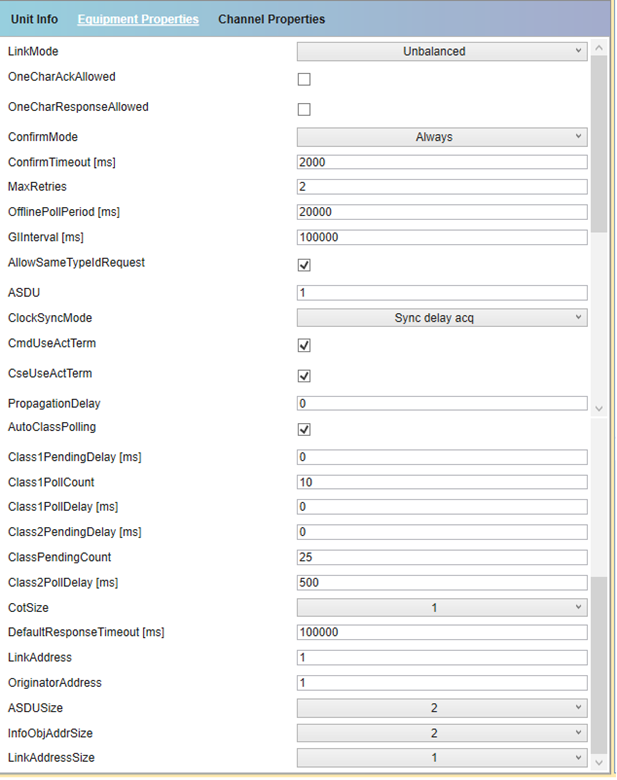 Unit Info Equipment Properties Channel Properties
LinkMode Unbalanced
OneCharAckAllowed
OneCharResponseAllowed
ConfirmMode Always
ConfirmTimeout [ms] 2000
MaxRetries 2
OfflinePollPeriod [ms] 20000
GIInterval [ms] 100000
AllowSameTypeIdRequest
ASDU 1
ClockSyncMode Sync delay acq
CmdUseActTerm
CseUseActTerm
PropagationDelay 0
AutoClassPolling
Class1PendingDelay [ms] 0
Class1PollCount 10
Class1PollDelay [ms] 0
Class2PendingDelay [ms] 0
ClassPendingCount 25
Class2PollDelay [ms] 500
CotSize 1
DefaultResponseTimeout [ms] 100000
LinkAddress 1
OriginatorAddress 1
ASDUSize 2
InfoObjAddrSize 2
LinkAddressSize 1